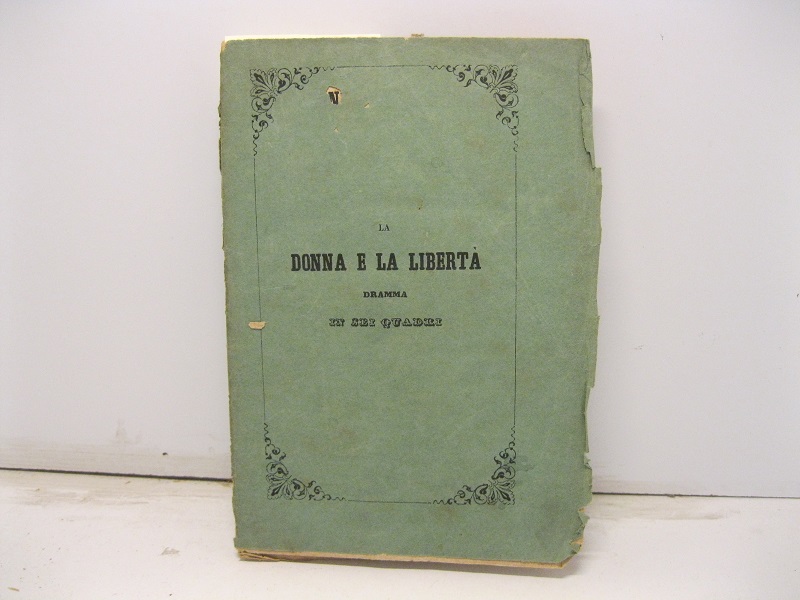 N
LA
DONNA E LA LIBERTÀ
DRAMMA
IN SEI QUADRI